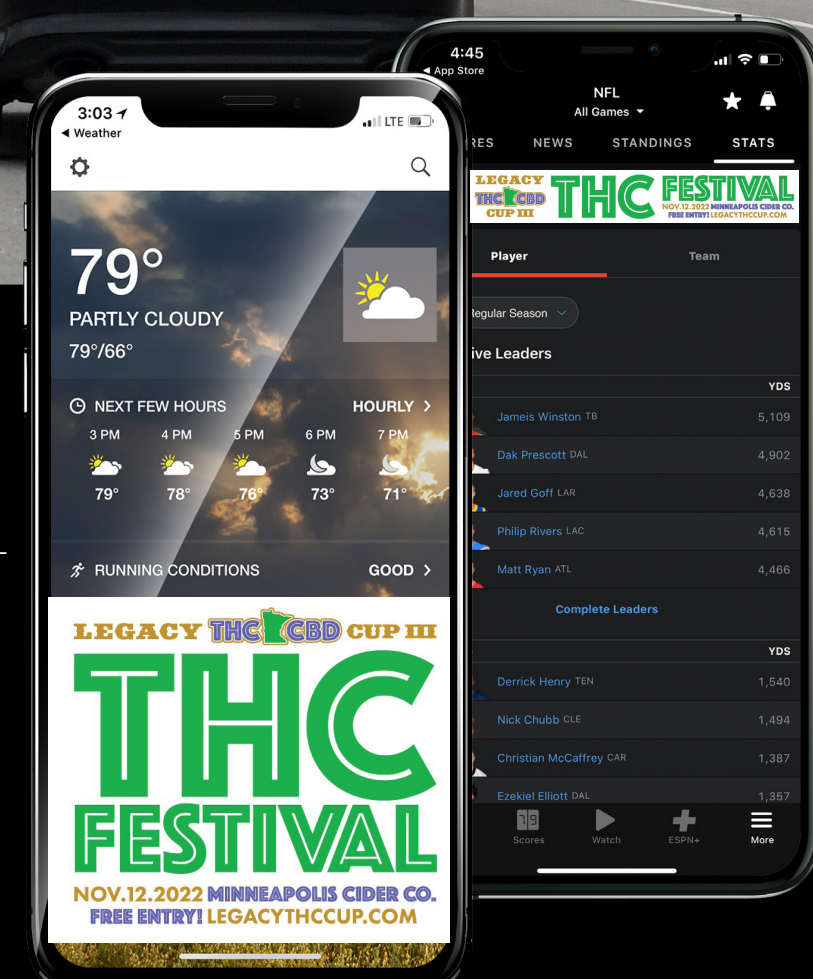 3:03
Weather
LTE
79°
PARTLY CLOUDY
79°/66°
NEXT FEW HOURS
HOURLY >
3 PM 4 PM 5 PM 6 PM 7 PM
79° 78° 76° 73° 71°
RUNNING CONDITIONS
GOOD >
LEGACY THC CBD CUP III
THC
FESTIVAL
NOV.12.2022 MINNEAPOLIS CIDER CO.
FREE ENTRY! LEGACYTHCCUP.COM
4:45
App Store
NFL
All Games
RES NEWS STANDINGS STATS
LEGACY
THC CBD
CUP III
THC FESTIVAL
NOV.12.2022 MINNEAPOLIS CIDER CO.
FREE ENTRY! LEGACYTHCCUP.COM
Player Team
Regular Season
ive Leaders
YDS
Jameis Winston TB 5,109
Dak Prescott DAL 4,902
Jared Goff LAR 4,638
Philip Rivers LAC 4,615
Matt Ryan ATL 4,466
Complete Leaders
YDS
Derrick Henry TEN 1,540
Nick Chubb CLE 1,494
Christian McCaffrey CAR 1,387
Ezekiel Elliott DAL 1,357
Scores Watch ESPN+ More